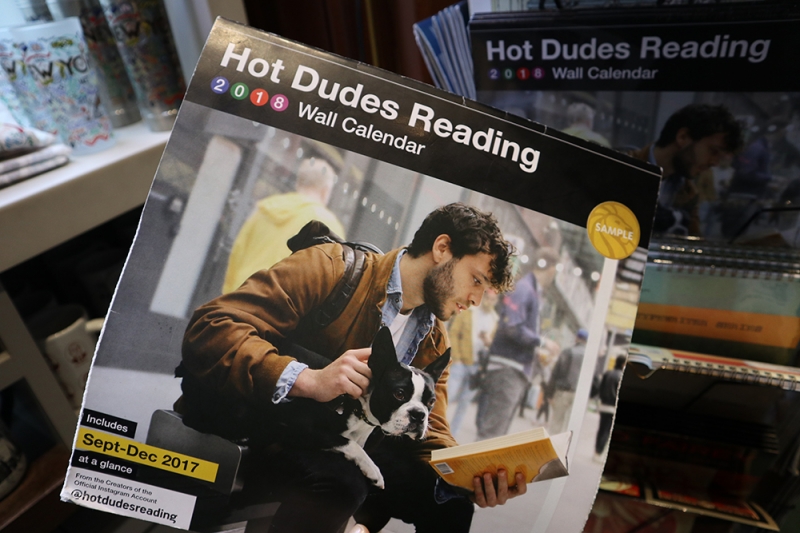 Hot Dudes Reading
2018 Wall Calendar
SAMPLE
Includes
Sept-Dec 2017
at a glance
From the Creators of the
Official Instagram Account
@hotdudesreading
Hot Dudes Reading
2018 Wall Calendar